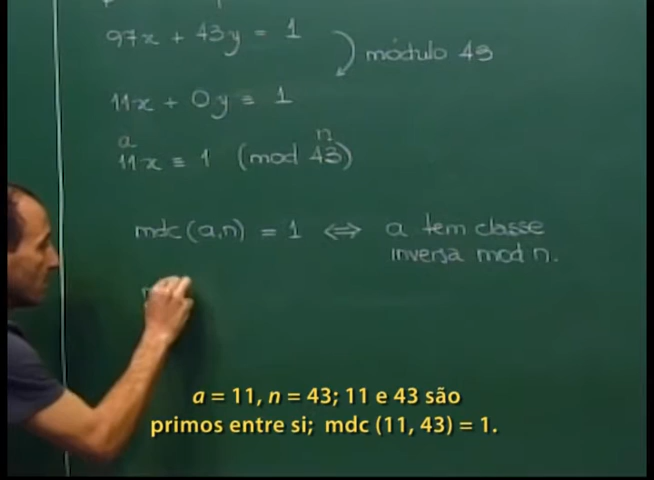 97x + 43y = 1
módulo 43
11x + 0y ≡ 1
a n
11x ≡ 1 (mod 43)
mdc(a,n) = 1 ⇔ a tem classe
inversa mod n.
a = 11, n = 43; 11 e 43 são
primos entre si; mdc (11, 43) = 1.